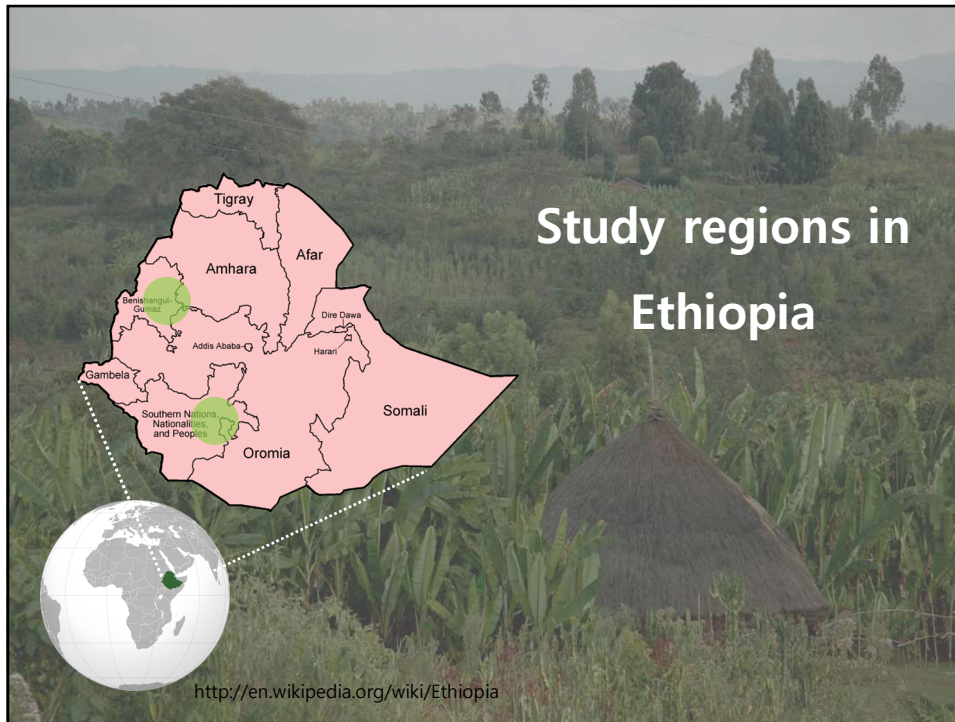 Study regions in
Ethiopia
Tigray
Afar
Amhara
Benishangul-
Gumaz
Dire Dawa
Addis Ababa
Harari
Gambela
Somali
Southern Nations,
Nationalities,
and Peoples
Oromia
http://en.wikipedia.org/wiki/Ethiopia